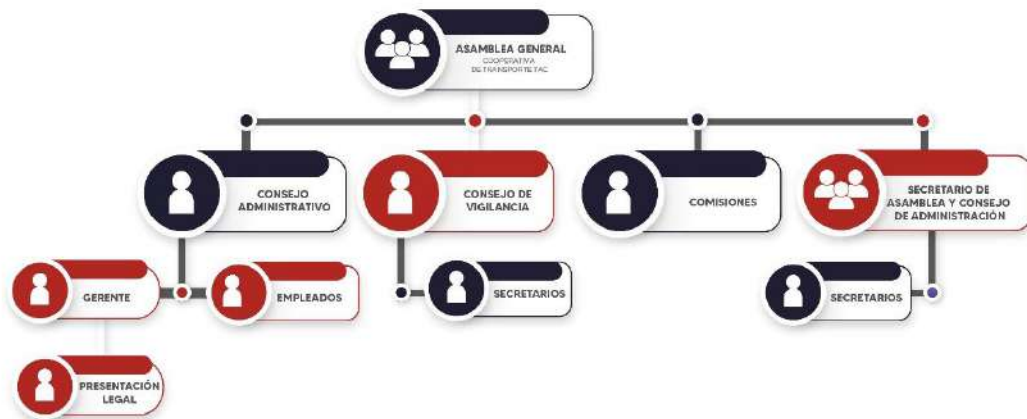 ASAMBLEA GENERAL
COOPERATIVA
DE TRANSPORTE TAC
CONSEJO
ADMINISTRATIVO
CONSEJO DE
VIGILANCIA
COMISIONES
SECRETARIO DE
ASAMBLEA Y CONSEJO
DE ADMINISTRACIÓN
GERENTE
EMPLEADOS
SECRETARIOS
SECRETARIOS
PRESENTACIÓN
LEGAL